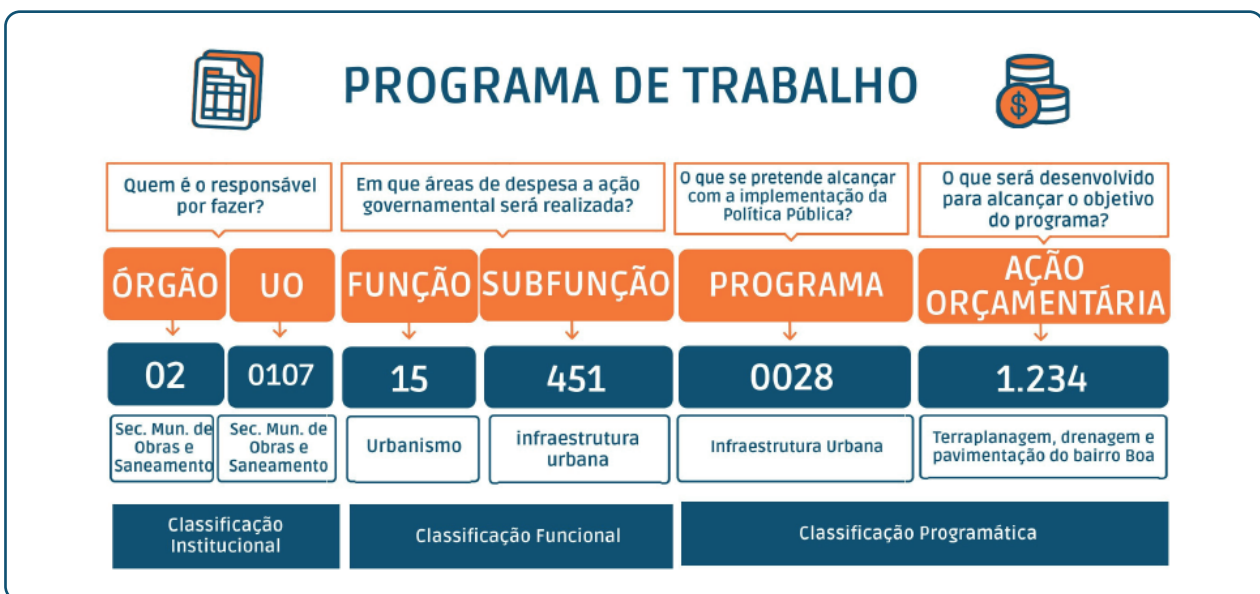 PROGRAMA DE TRABALHO
$
Quem é o responsável
por fazer?
Em que áreas de despesa a ação
governamental será realizada?
O que se pretende alcançar
com a implementação da
Política Pública?
O que será desenvolvido
para alcançar o objetivo
do programa?
ÓRGÃO
UO
FUNÇÃO
SUBFUNÇÃO
PROGRAMA
AÇÃO
ORÇAMENTÁRIA
02
0107
15
451
0028
1.234
Sec. Mun. de
Obras e
Saneamento
Sec. Mun. de
Obras e
Saneamento
Urbanismo
infraestrutura
urbana
Infraestrutura Urbana
Terraplanagem, drenagem e
pavimentação do bairro Boa
Classificação
Institucional
Classificação Funcional
Classificação Programática